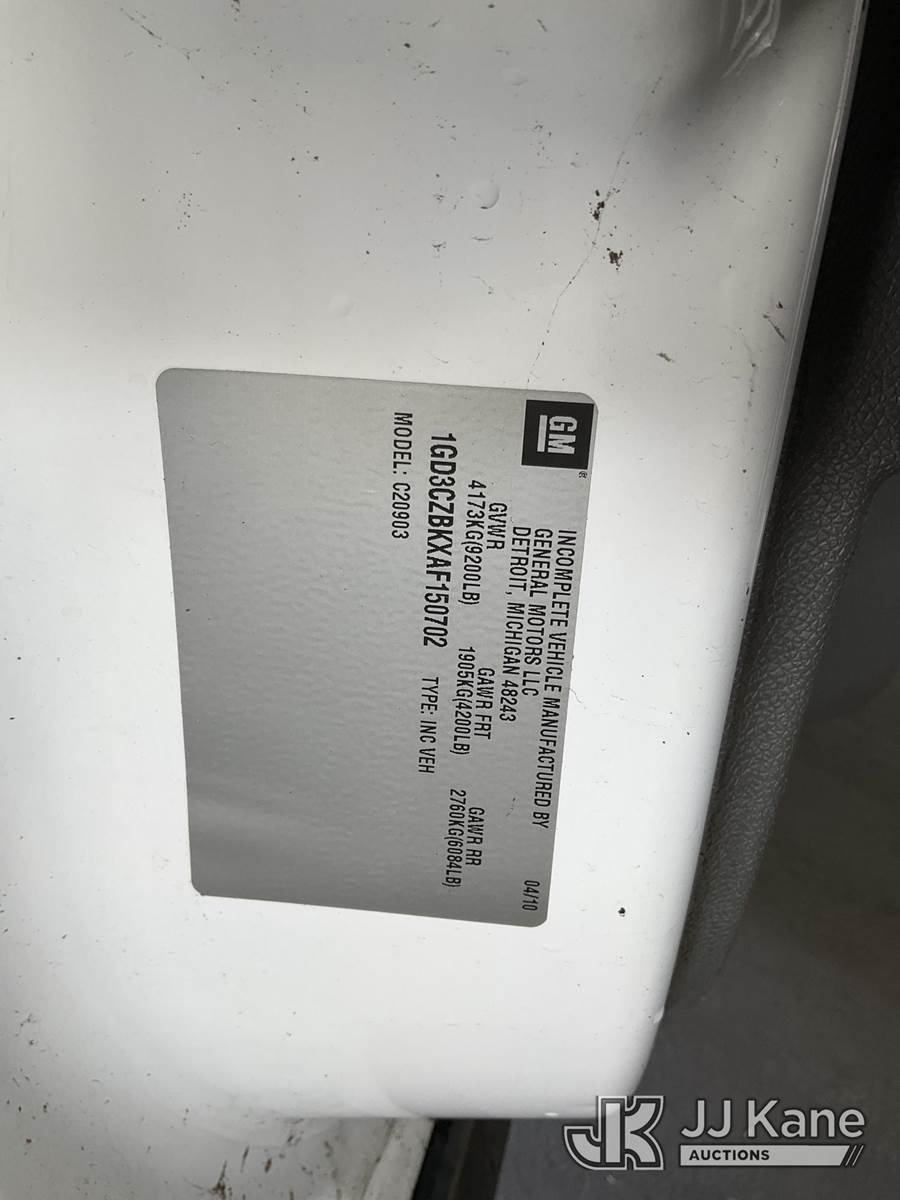 GM®
INCOMPLETE VEHICLE MANUFACTURED BY
GENERAL MOTORS LLC
DETROIT, MICHIGAN 48243 04/10
GVWR GAWR FRT GAWR RR
4173KG(9200LB) 1905KG(4200LB) 2760KG(6084LB)
1GD3CZBKXAF150702 TYPE: INC VEH
MODEL: C20903
JK JJ Kane
AUCTIONS